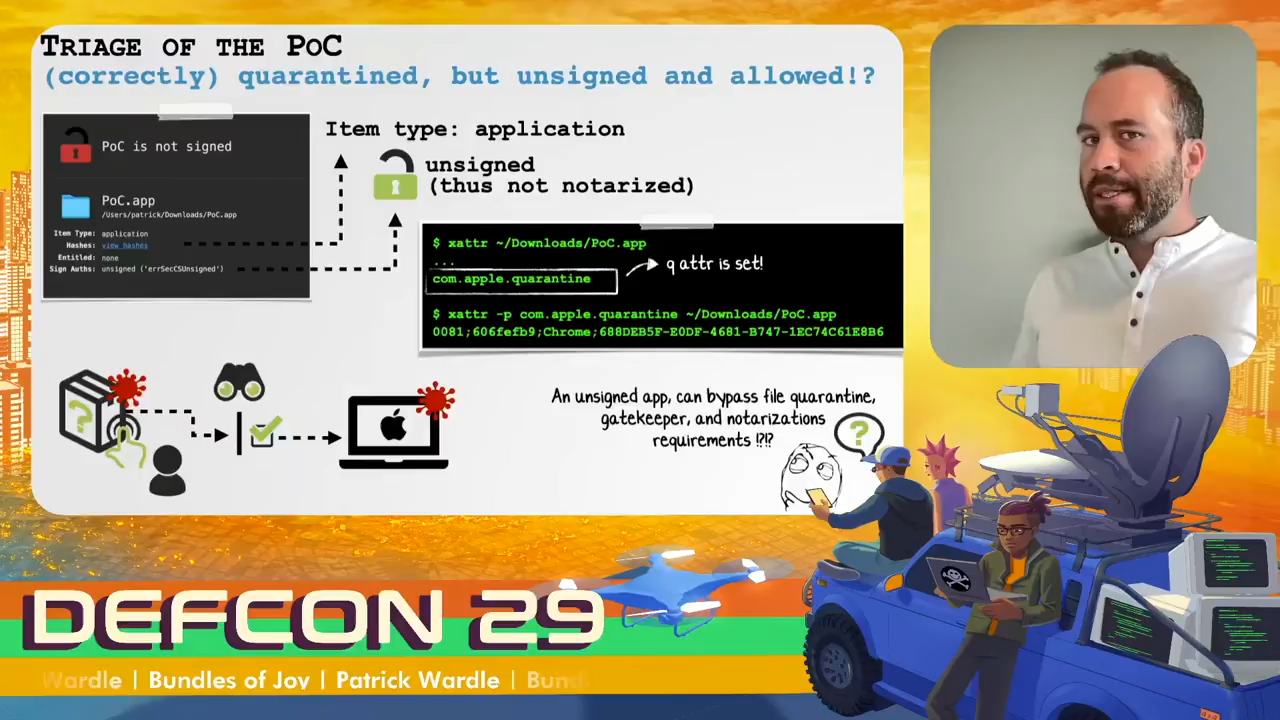 TRIAGE OF THE POC
(correctly) quarantined, but unsigned and allowed!?
PoC is not signed
PoC.app
/Users/patrick/Downloads/PoC.app
Item Type: application
Hashes: view hashes
Entitled: none
Sign Auths: unsigned ('errSecCSUnsigned')
Item type: application
unsigned
(thus not notarized)
$ xattr ~/Downloads/PoC.app
...
com.apple.quarantine
q attr is set!
$ xattr -p com.apple.quarantine ~/Downloads/PoC.app
0081;606fefb9;Chrome;688DEB5F-E0DF-4681-B747-1EC74C61E8B6
?
An unsigned app, can bypass file quarantine,
gatekeeper, and notarizations
requirements !?!?
?
DEFCON 29
Wardle | Bundles of Joy | Patrick Wardle | Bund